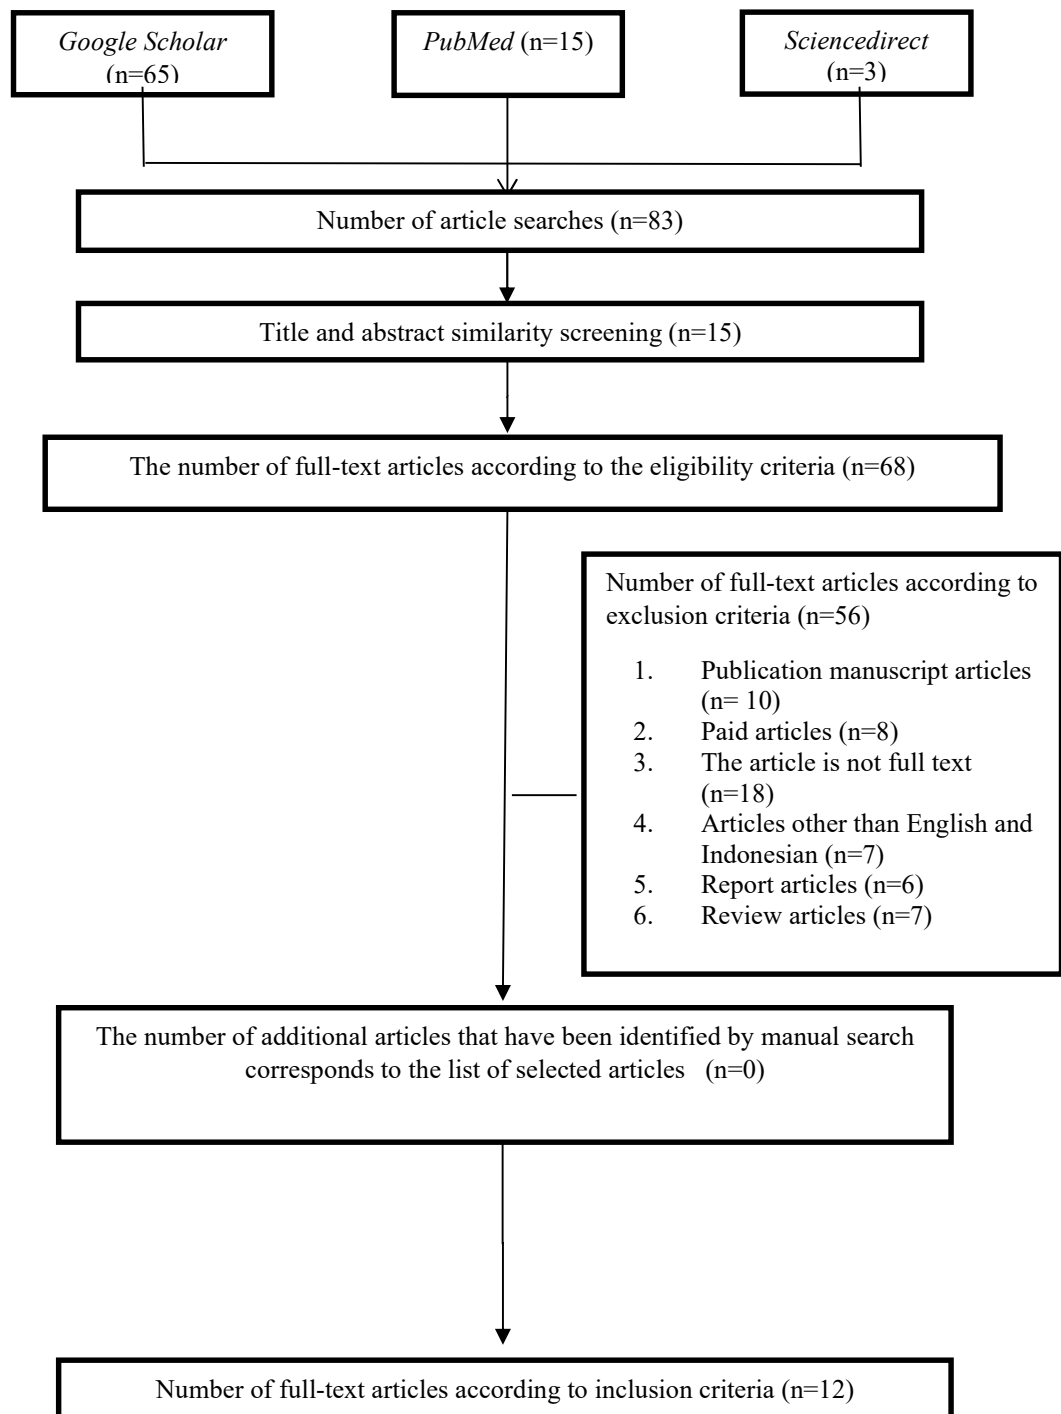 Google Scholar
(n=65)
PubMed (n=15)
Sciencedirect
(n=3)
Number of article searches (n=83)
Title and abstract similarity screening (n=15)
The number of full-text articles according to the eligibility criteria (n=68)
Number of full-text articles according to
exclusion criteria (n=56)
1. Publication manuscript articles
(n= 10)
2. Paid articles (n=8)
3. The article is not full text
(n=18)
4. Articles other than English and
Indonesian (n=7)
5. Report articles (n=6)
6. Review articles (n=7)
The number of additional articles that have been identified by manual search
corresponds to the list of selected articles (n=0)
Number of full-text articles according to inclusion criteria (n=12)